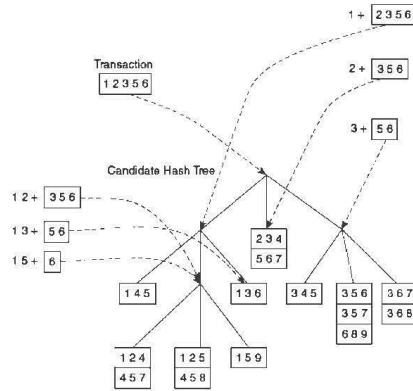 1 + 2 3 5 6
Transaction
1 2 3 5 6
2 + 3 5 6
3 + 5 6
Candidate Hash Tree
1 2 + 3 5 6
1 3 + 5 6
1 5 + 6
2 3 4
5 6 7
1 4 5
1 3 6
3 4 5
3 5 6
3 5 7
6 8 9
3 6 7
3 6 8
1 2 4
4 5 7
1 2 5
4 5 8
1 5 9